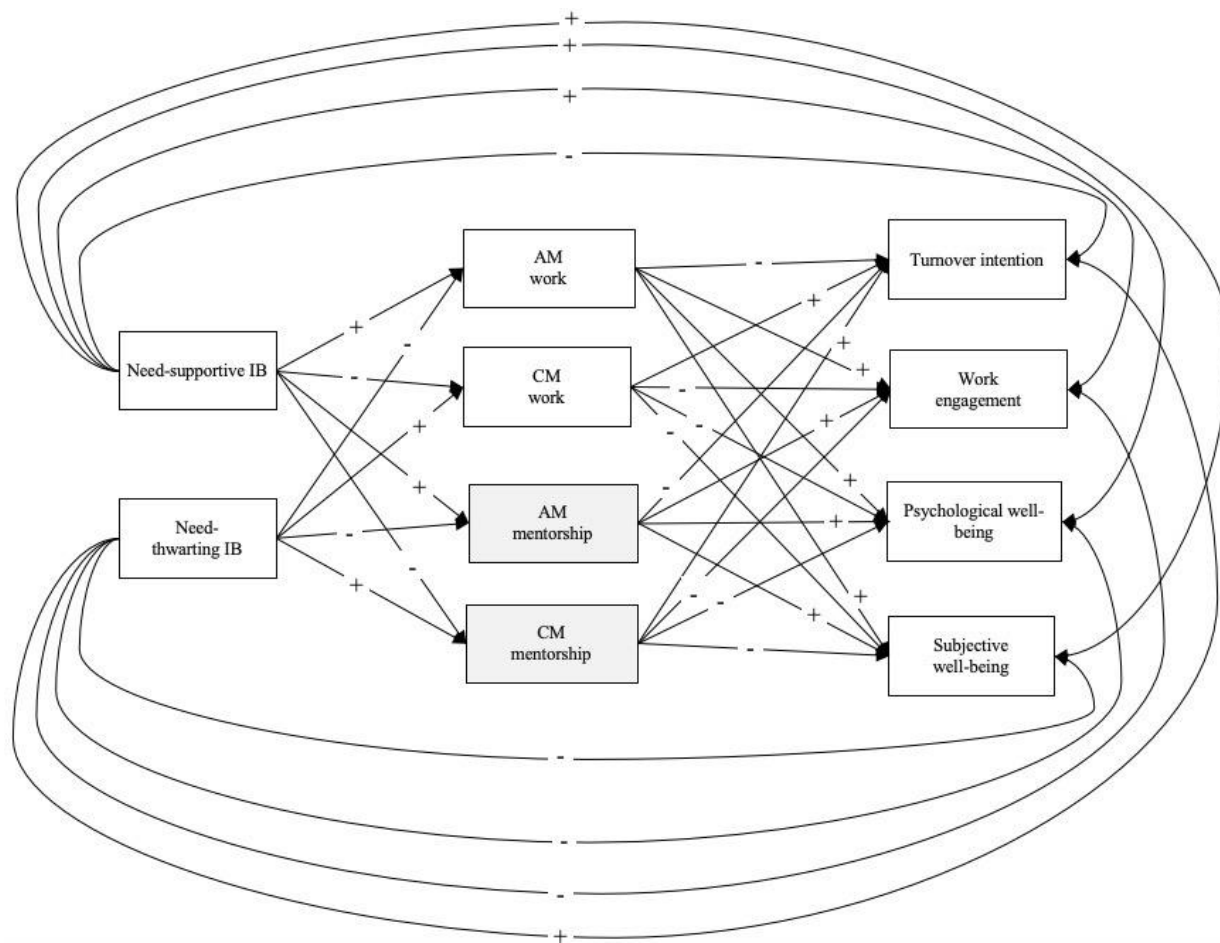 +
+
+
-
AM
work
-
Turnover intention
+
+
Need-supportive IB
-
-
CM
work
+
+
-
Work
engagement
+
-
-
+
-
+
+
Need-
thwarting IB
-
AM
mentorship
-
+
-
+
Psychological well-
being
-
+
CM
mentorship
-
-
+
+
-
Subjective
well-being
-
-
-
+